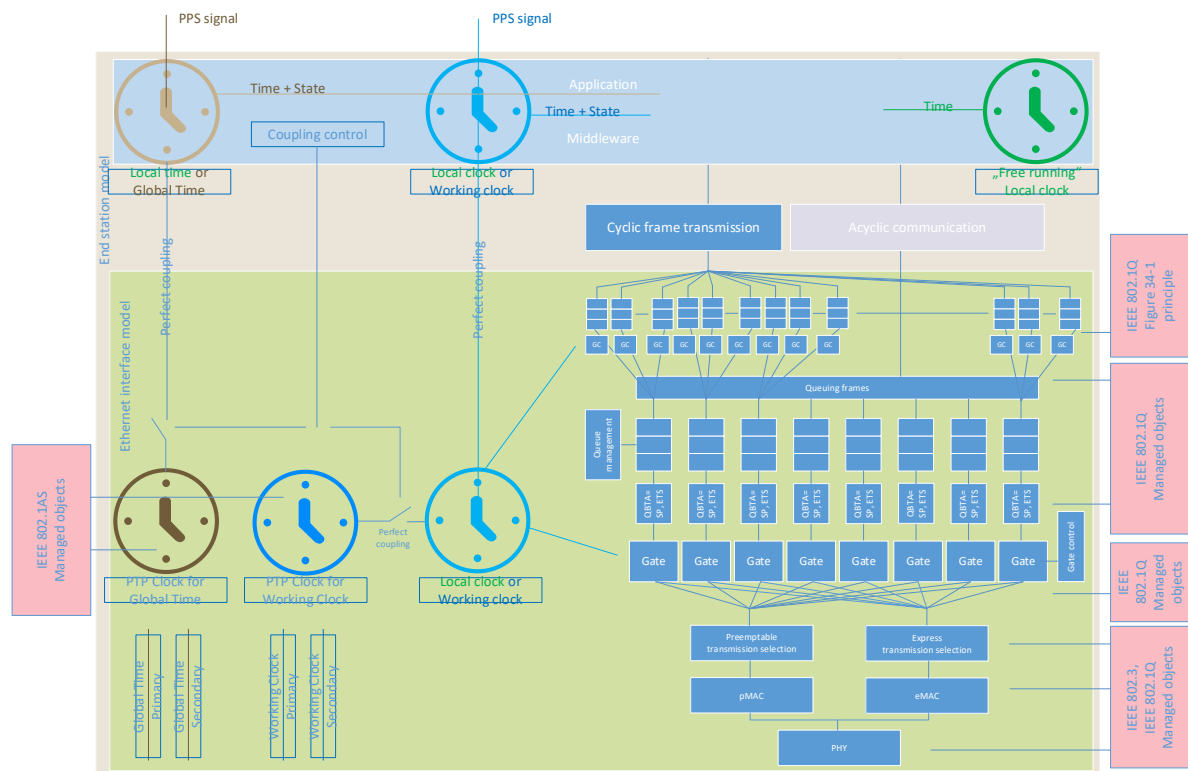 PPS signal
PPS signal
Time + State
Application
Time + State
Time
Coupling control
Middleware
Local time or
Global Time
Local clock or
Working clock
„Free running“
Local clock
End station model
Perfect coupling
Perfect coupling
Cyclic frame transmission
Acyclic communication
IEEE 802.1Q
Figure 34-1
principle
GC
GC
GC
GC
GC
GC
GC
GC
GC
GC
GC
GC
Ethernet interface model
Queuing frames
Queue
management
IEEE 802.1Q
Managed objects
QBTA=
SP, ETS
QBTA=
SP, ETS
QBTA=
SP, ETS
QBTA=
SP, ETS
QBTA=
SP, ETS
QBTA=
SP, ETS
QBTA=
SP, ETS
QBTA=
SP, ETS
IEEE 802.1AS
Managed objects
Perfect
coupling
Gate
Gate
Gate
Gate
Gate
Gate
Gate
Gate
Gate control
IEEE
802.1Q
Managed
objects
PTP Clock for
Global Time
PTP Clock for
Working Clock
Local clock or
Working clock
Preemptable
transmission selection
Express
transmission selection
Global Time
Primary
Global Time
Secondary
Working Clock
Primary
Working Clock
Secondary
pMAC
eMAC
PHY
IEEE 802.3,
IEEE 802.1Q
Managed objects